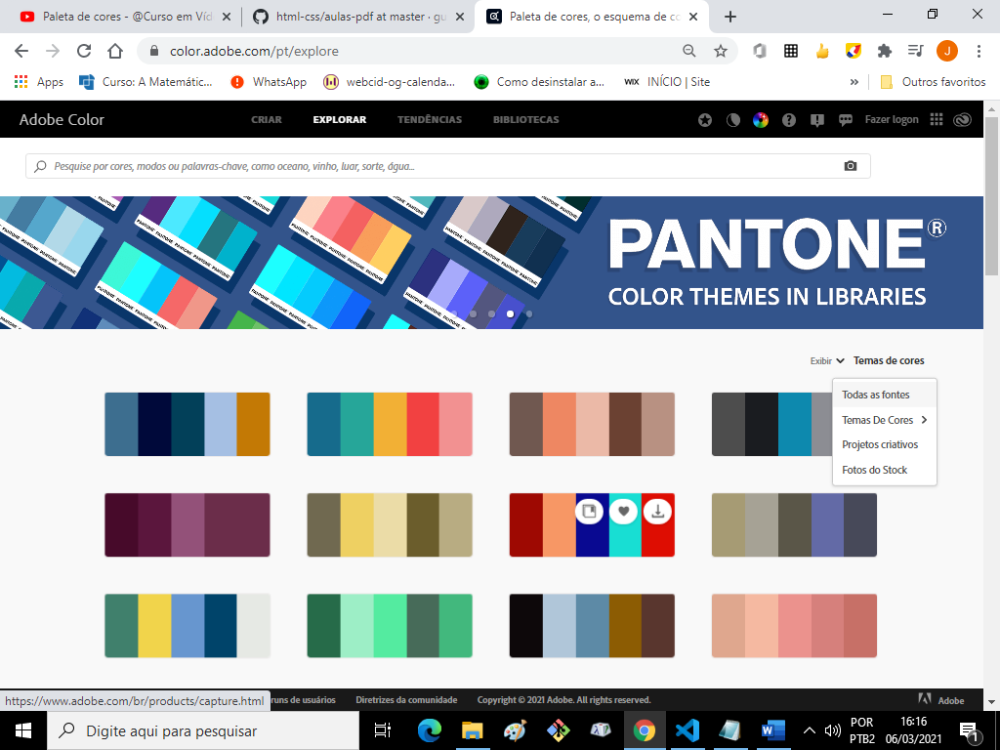 Paleta de cores - @Curso em Víd
html-css/aulas-pdf at master · gu
Paleta de cores, o esquema de co
color.adobe.com/pt/explore
J
Apps
Curso: A Matemátic...
WhatsApp
webcid-og-calenda...
Como desinstalar a...
WIX
INÍCIO | Site
»
Outros favoritos
Adobe Color
CRIAR
EXPLORAR
TENDÊNCIAS
BIBLIOTECAS
Fazer logon
Pesquise por cores, modos ou palavras-chave, como oceano, vinho, luar, sorte, água...
PANTONE®
COLOR THEMES IN LIBRARIES
Exibir
Temas de cores
Todas as fontes
Temas De Cores
Projetos criativos
Fotos do Stock
https://www.adobe.com/br/products/capture.html
runs de usuários
Diretrizes da comunidade
Copyright © 2021 Adobe. All rights reserved.
Adobe
Digite aqui para pesquisar
POR
PTB2
16:16
06/03/2021
1